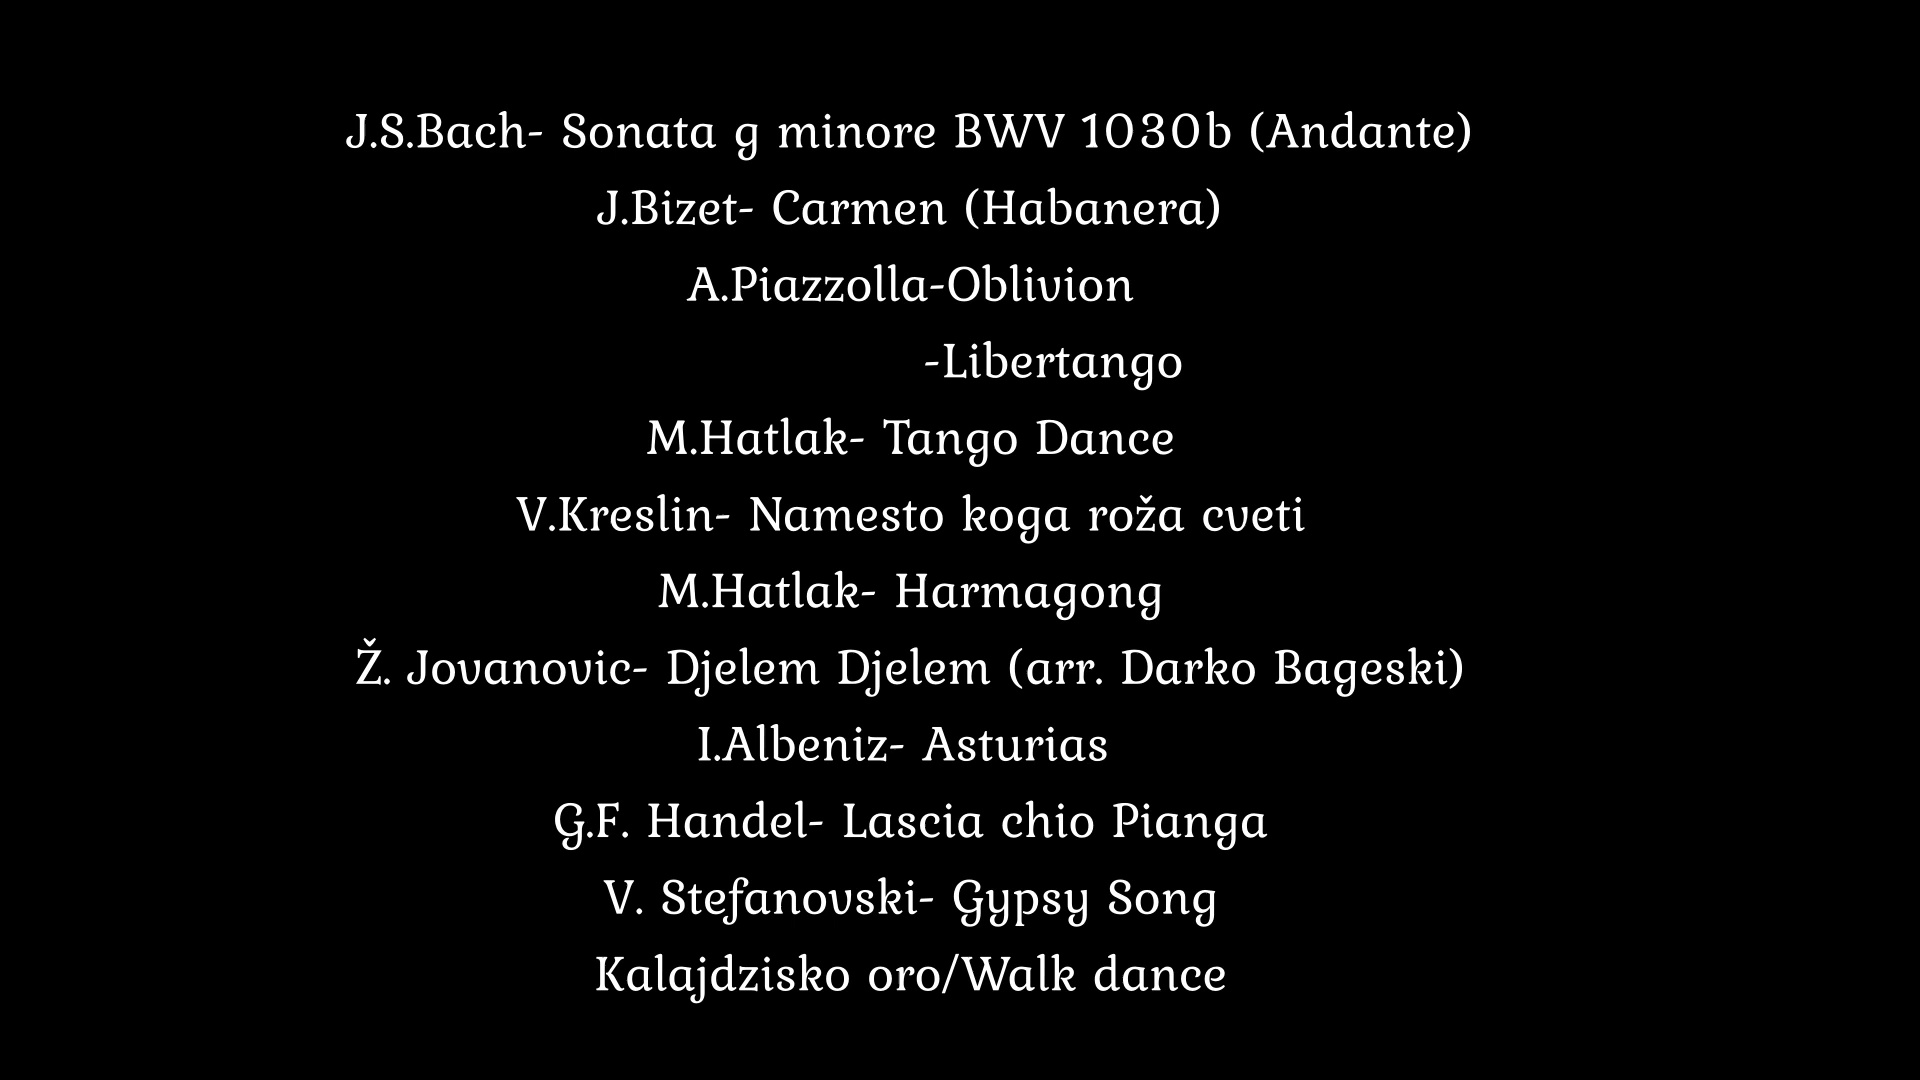 J.S.Bach- Sonata g minore BWV 1030b (Andante)
J.Bizet- Carmen (Habanera)
A.Piazzolla-Oblivion
-Libertango
M.Hatlak- Tango Dance
V.Kreslin- Namesto koga roža cveti
M.Hatlak- Harmagong
Ž. Jovanovic- Djelem Djelem (arr. Darko Bageski)
I.Albeniz- Asturias
G.F. Handel- Lascia chio Pianga
V. Stefanovski- Gypsy Song
Kalajdzisko oro/Walk dance